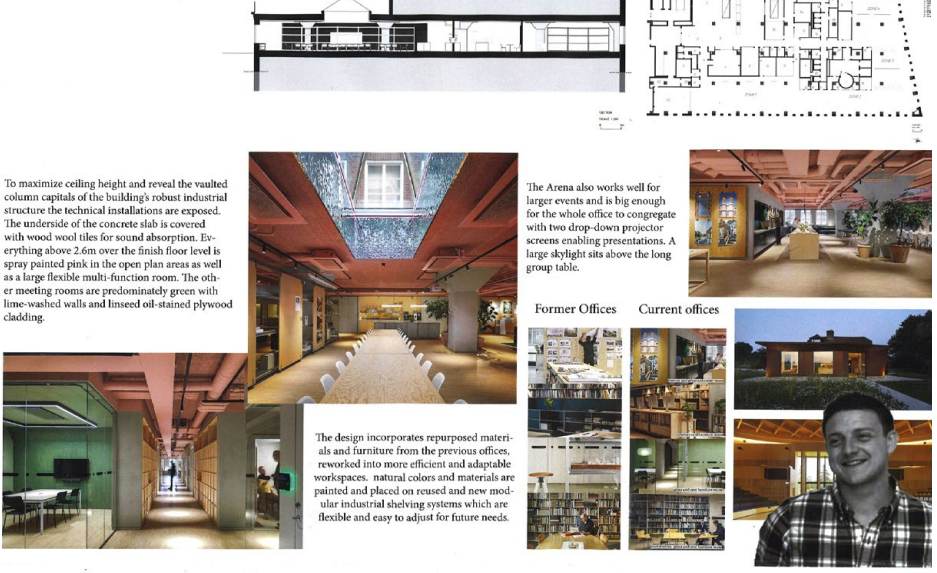 To maximize ceiling height and reveal the vaulted
column capitals of the building's robust industrial
structure the technical installations are exposed.
The underside of the concrete slab is covered
with wood wool tiles for sound absorption. Ev-
erything above 2.6m over the finish floor level is
spray painted pink in the open plan areas as well
as a large flexible multi-function room. The oth-
er meeting rooms are predominately green with
lime-washed walls and linseed oil-stained plywood
cladding.
The design incorporates repurposed materi-
als and furniture from the previous offices,
reworked into more efficient and adaptable
workspaces. natural colors and materials are
painted and placed on reused and new mod-
ular industrial shelving systems which are
flexible and easy to adjust for future needs.
The Arena also works well for
larger events and is big enough
for the whole office to congregate
with two drop-down projector
screens enabling presentations. A
large skylight sits above the long
group table.
Former Offices
Current offices